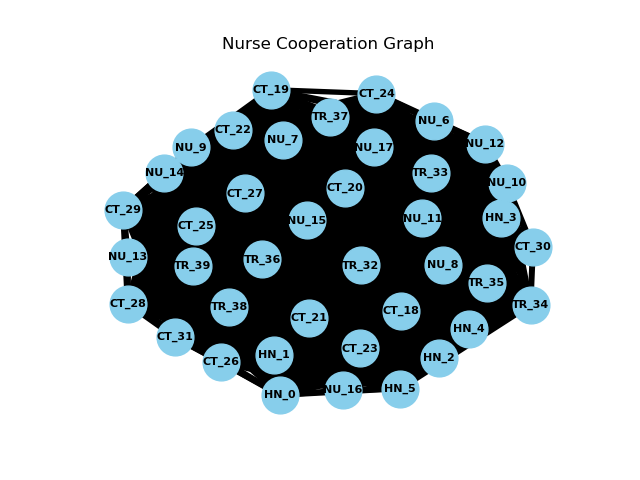 Nurse Cooperation Graph
CT_19
CT_24
TR_37
NU_6
CT_22
NU_7
NU_12
NU_9
NU_17
NU_14
TR_33
NU_10
CT_20
CT_27
CT_29
NU_15
NU_11
HN_3
CT_25
CT_30
NU_13
TR_36
TR_39
TR_32
NU_8
TR_35
CT_28
TR_38
TR_34
CT_18
CT_21
HN_4
CT_31
CT_23
HN_1
HN_2
CT_26
HN_0
NU_16
HN_5